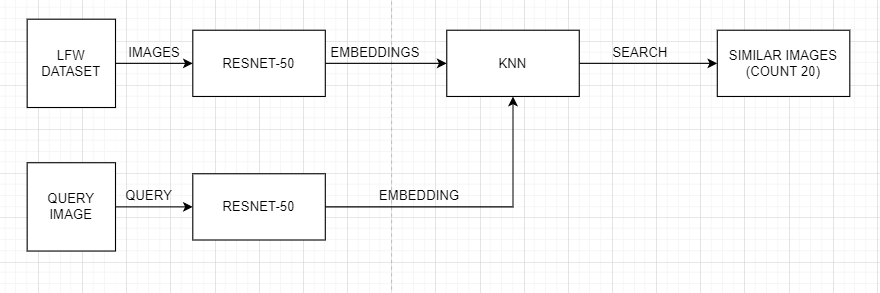 LFW
DATASET
IMAGES
RESNET-50
EMBEDDINGS
KNN
SEARCH
SIMILAR IMAGES
(COUNT 20)
QUERY
IMAGE
QUERY
RESNET-50
EMBEDDING